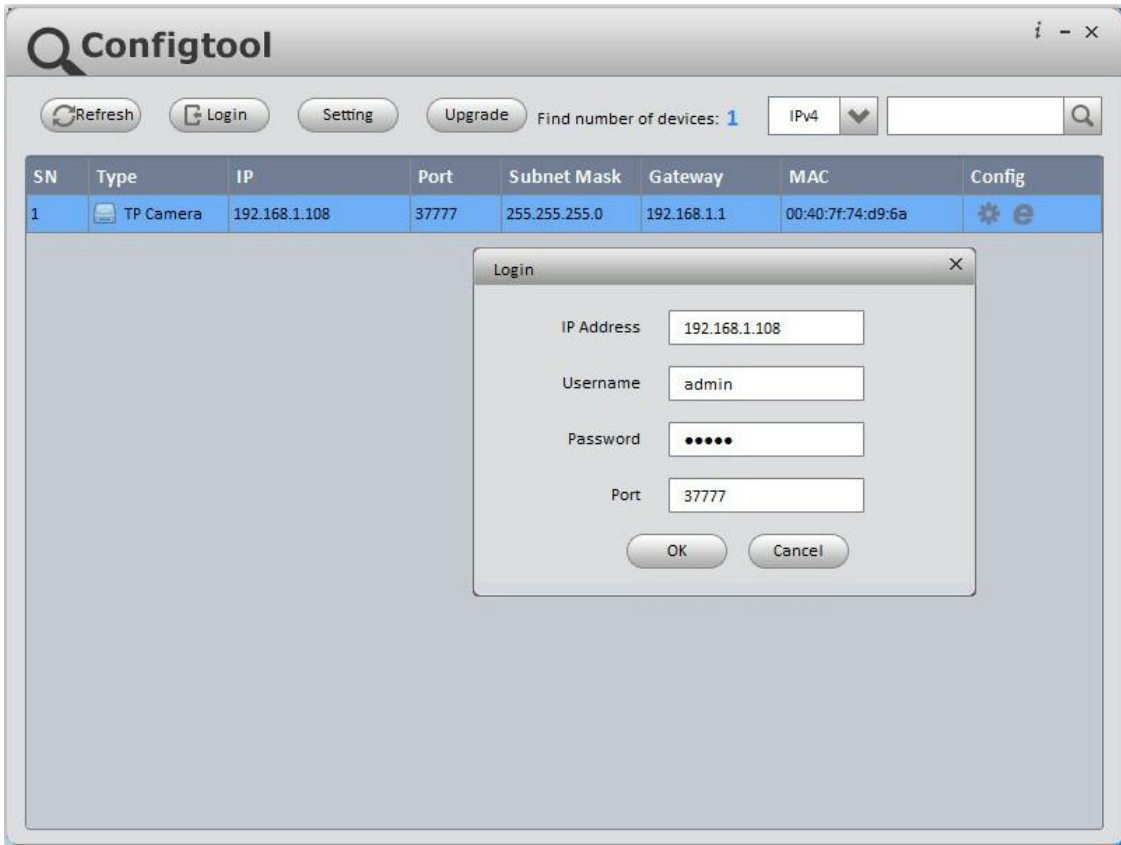 Configtool
i - ×
Refresh Login Setting Upgrade Find number of devices: 1 IPv4
SN Type IP Port Subnet Mask Gateway MAC Config
1 TP Camera 192.168.1.108 37777 255.255.255.0 192.168.1.1 00:40:7f:74:d9:6a e
Login ×
IP Address 192.168.1.108
Username admin
Password •••••
Port 37777
OK Cancel